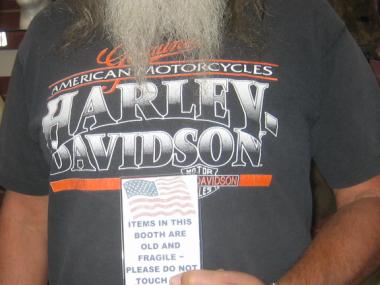 Genuine
AMERICAN MOTORCYCLES
HARLEY-
DAVIDSON
MOTOR
DAVIDSON
LES
ITEMS IN THIS
BOOTH ARE
OLD AND
FRAGILE ~
PLEASE DO NOT
TOUCH